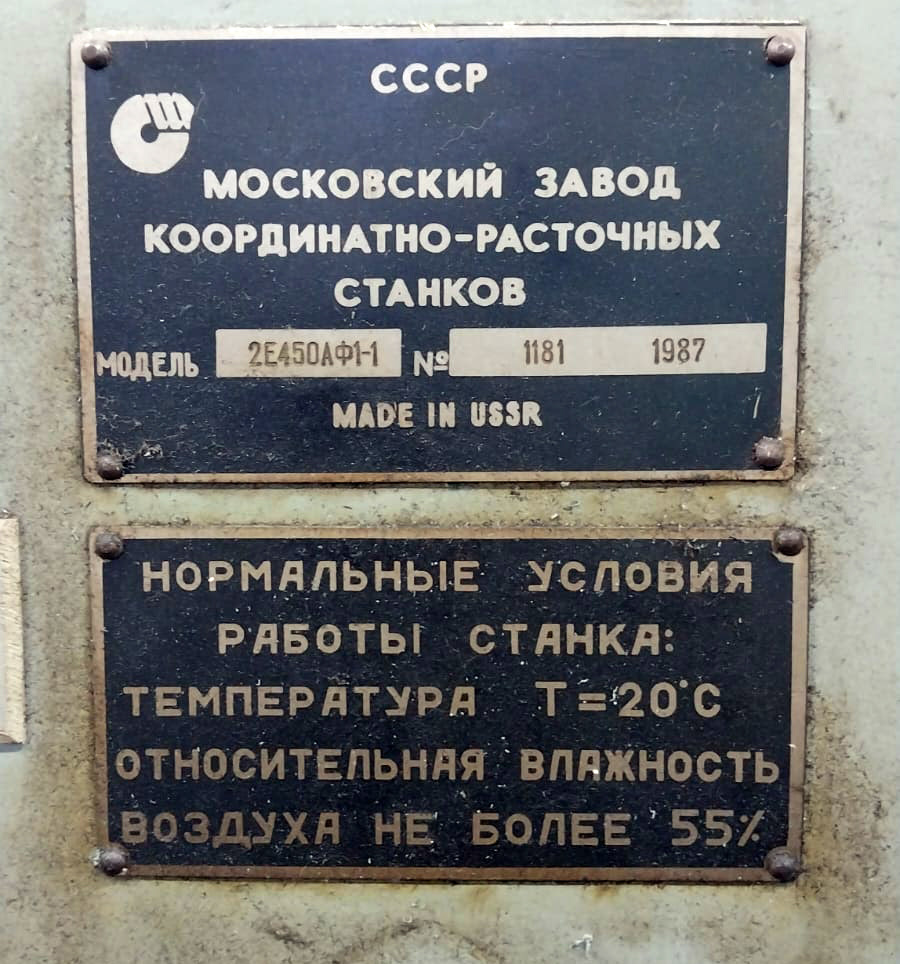 СССР
МОСКОВСКИЙ ЗАВОД
КООРДИНАТНО-РАСТОЧНЫХ
СТАНКОВ
МОДЕЛЬ 2Е450АФ1-1 № 1181 1987
MADE IN USSR
НОРМАЛЬНЫЕ УСЛОВИЯ
РАБОТЫ СТАНКА:
ТЕМПЕРАТУРА T=20°C
ОТНОСИТЕЛЬНАЯ ВЛАЖНОСТЬ
ВОЗДУХА НЕ БОЛЕЕ 55%